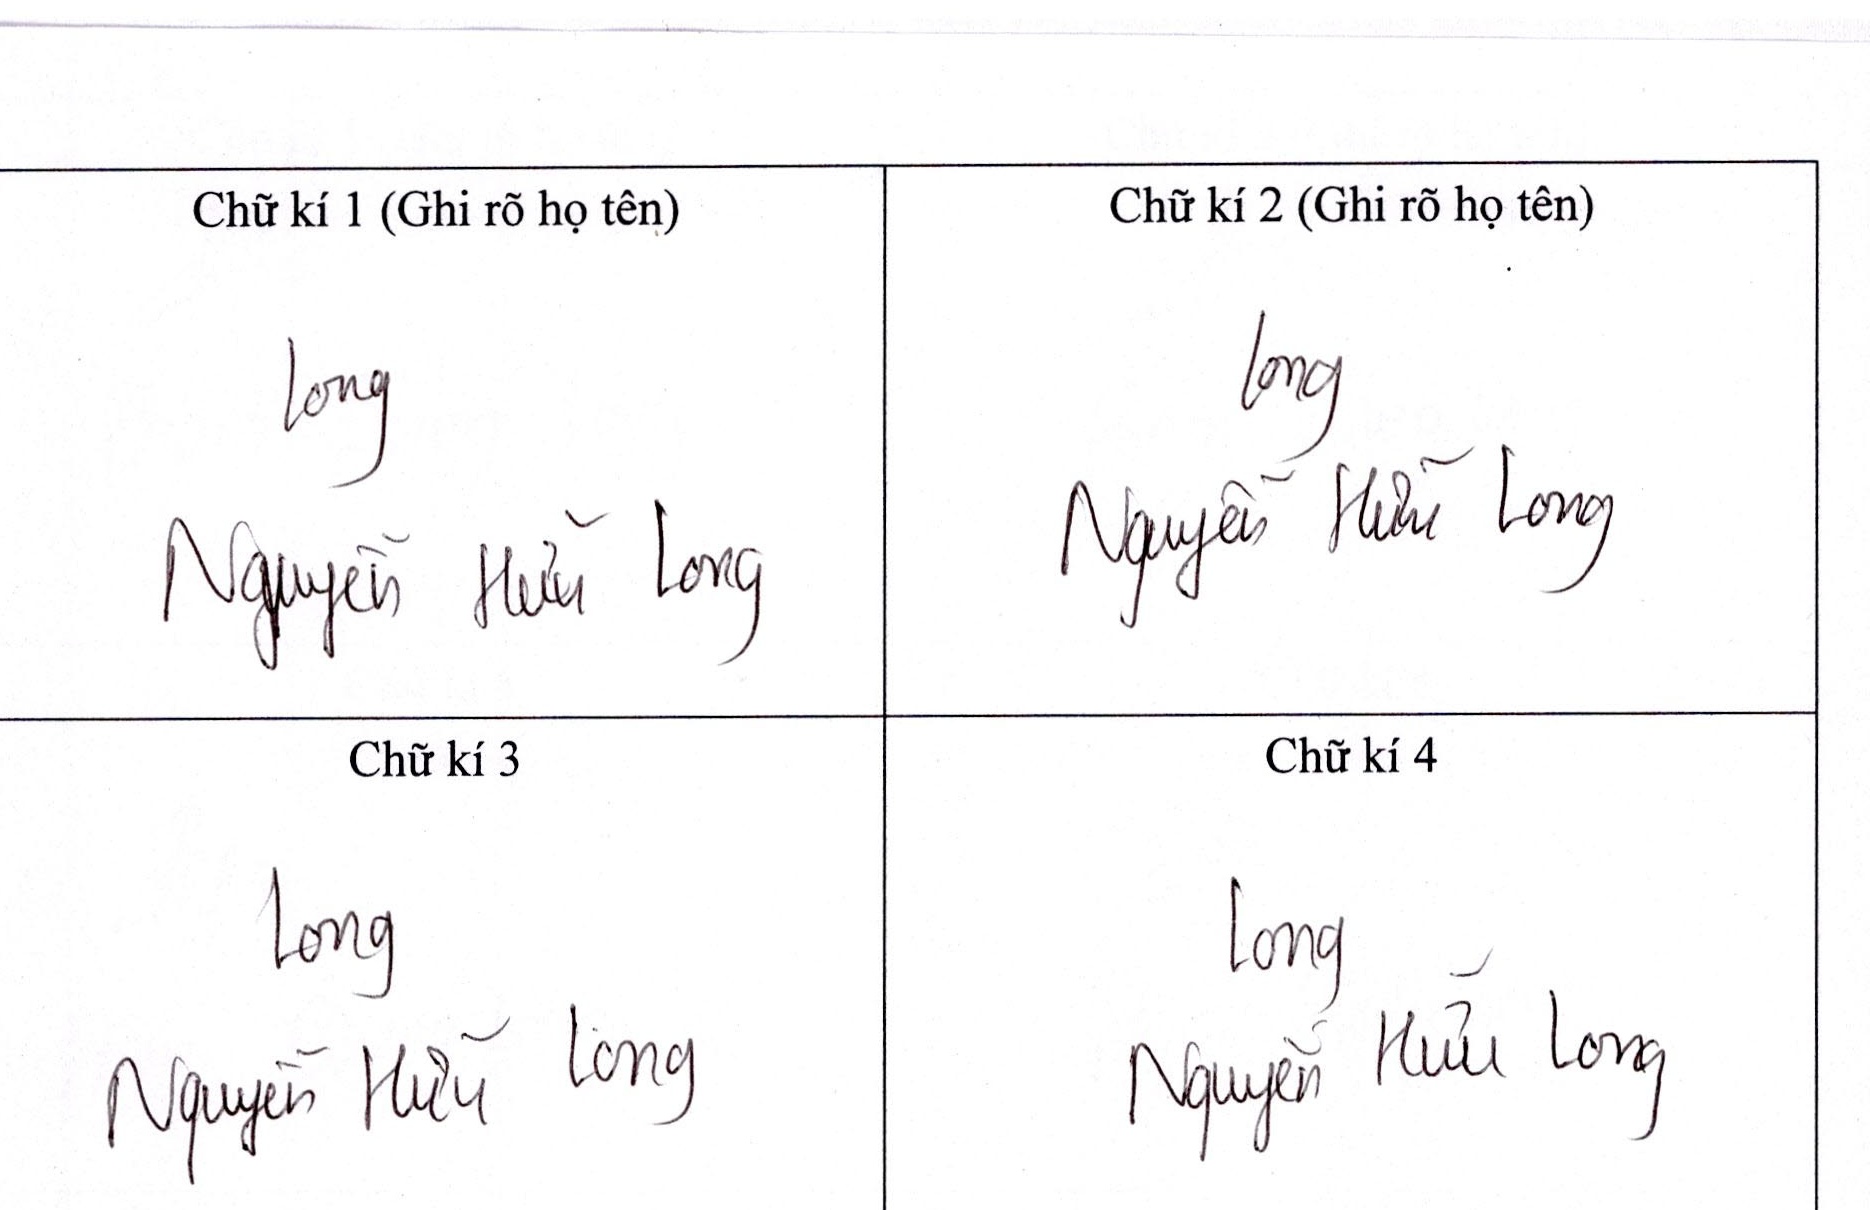 Chữ kí 1 (Ghi rõ họ tên)
Long
Nguyễn Hữu Long
Chữ kí 2 (Ghi rõ họ tên)
Long
Nguyễn Hữu Long
Chữ kí 3
Long
Nguyễn Hữu Long
Chữ kí 4
Long
Nguyễn Hữu Long